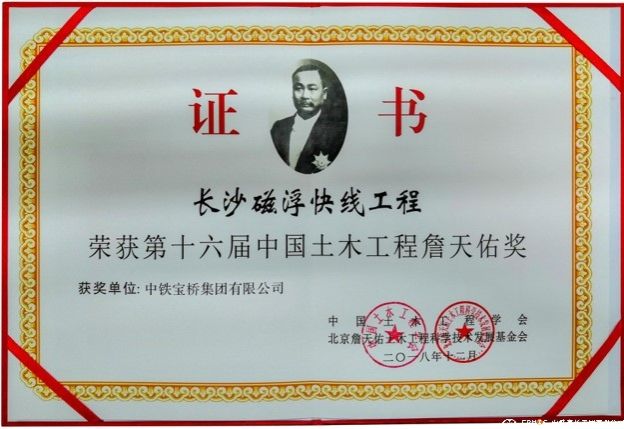 证书
长沙磁浮快线工程
荣获第十六届中国土木工程詹天佑奖
获奖单位: 中铁宝桥集团有限公司
中国土木工程学会
北京詹天佑土木工程科学技术发展基金会
二〇一八年十二月